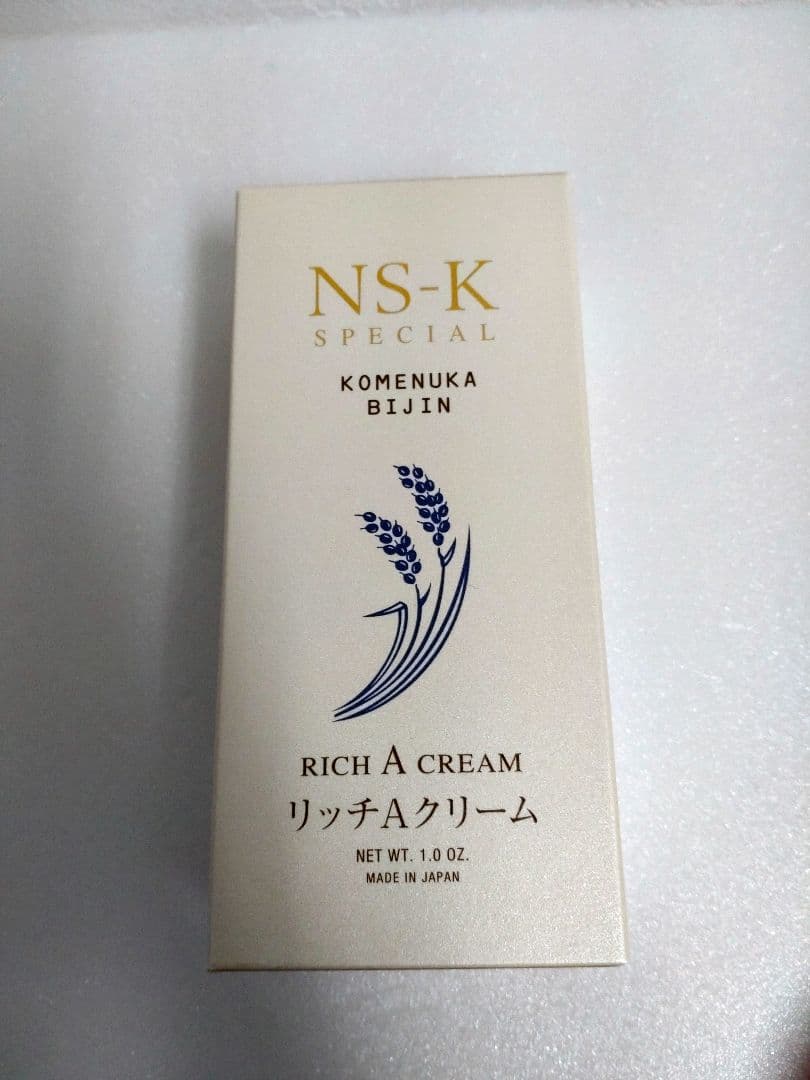 NS-K
SPECIAL
KOMENUKA
BIJIN
RICH A CREAM
リッチAクリーム
NET WT. 1.0 OZ.
MADE IN JAPAN